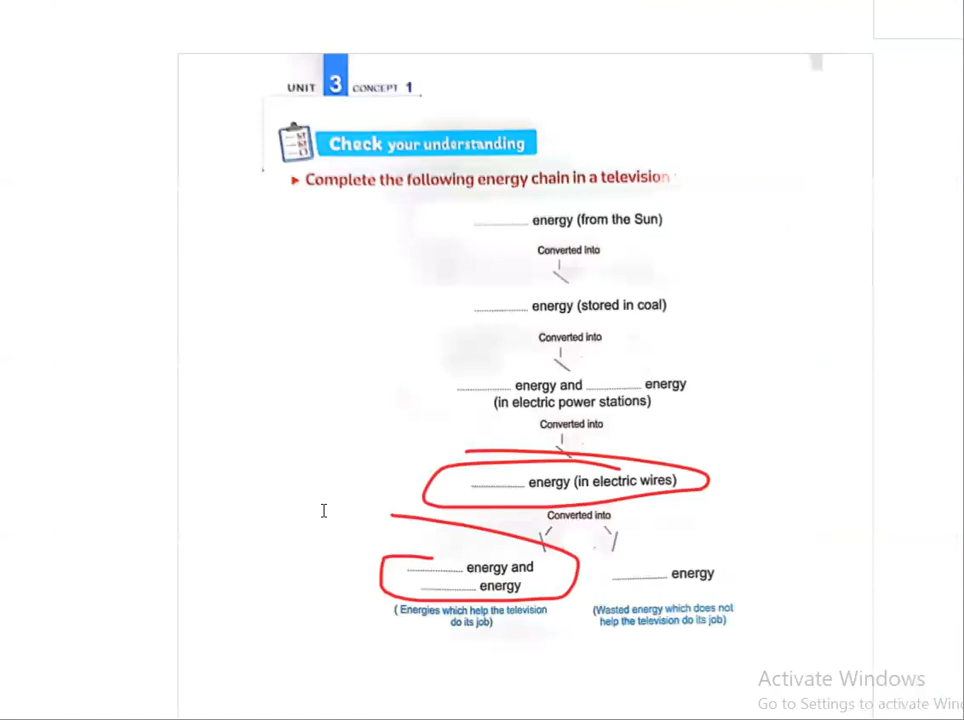 UNIT 3 CONCEPT 1
Check your understanding
► Complete the following energy chain in a television
.................. energy (from the Sun)
Converted into
.................. energy (stored in coal)
Converted into
.................. energy and .................. energy
(in electric power stations)
Converted into
.................. energy (in electric wires)
Converted into
.................. energy and
.................. energy
(Energies which help the television
do its job)
.................. energy
(Wasted energy which does not
help the television do its job)
Activate Windows
Go to Settings to activate Win